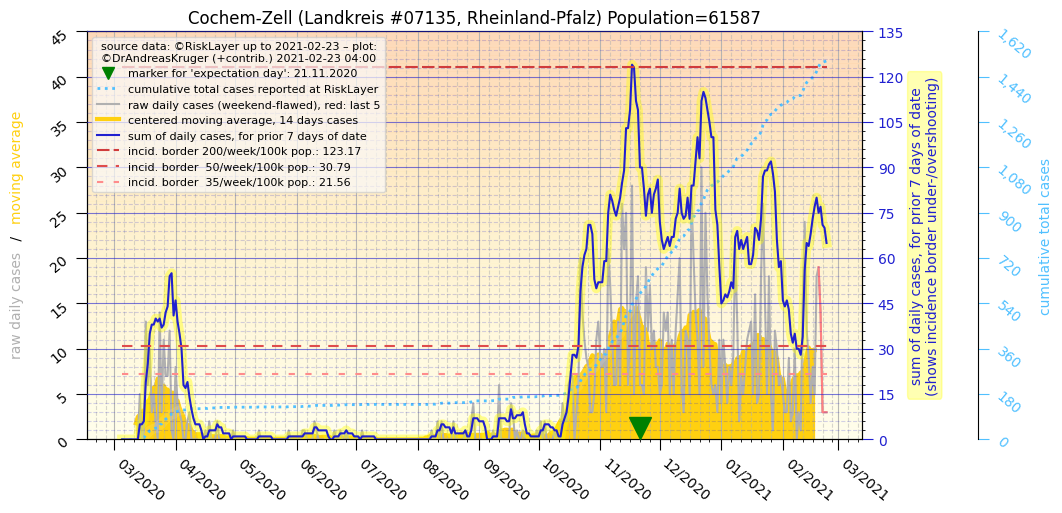 Cochem-Zell (Landkreis #07135, Rheinland-Pfalz) Population=61587
source data: ©RiskLayer up to 2021-02-23 – plot:
©DrAndreasKruger (+contrib.) 2021-02-23 04:00
marker for 'expectation day': 21.11.2020
cumulative total cases reported at RiskLayer
raw daily cases (weekend-flawed), red: last 5
centered moving average, 14 days cases
sum of daily cases, for prior 7 days of date
incid. border 200/week/100k pop.: 123.17
incid. border  50/week/100k pop.: 30.79
incid. border  35/week/100k pop.: 21.56
raw daily cases  /  moving average
45
40
35
30
25
20
15
10
5
0
135
120
105
90
75
60
45
30
15
0
sum of daily cases, for prior 7 days of date
(shows incidence border under-/overshooting)
1,620
1,440
1,260
1,080
900
720
540
360
180
0
cumulative total cases
03/2020
04/2020
05/2020
06/2020
07/2020
08/2020
09/2020
10/2020
11/2020
12/2020
01/2021
02/2021
03/2021